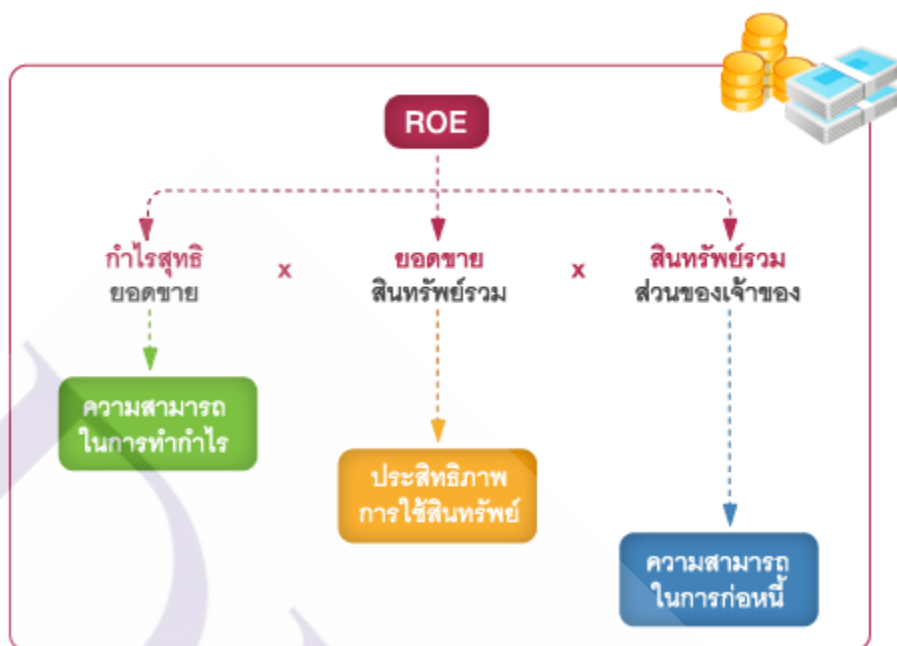 ROE
กำไรสุทธิ x ยอดขาย x สินทรัพย์รวม
ยอดขาย สินทรัพย์รวม ส่วนของเจ้าของ
ความสามารถ
ในการทำกำไร
ประสิทธิภาพ
การใช้สินทรัพย์
ความสามารถ
ในการก่อหนี้